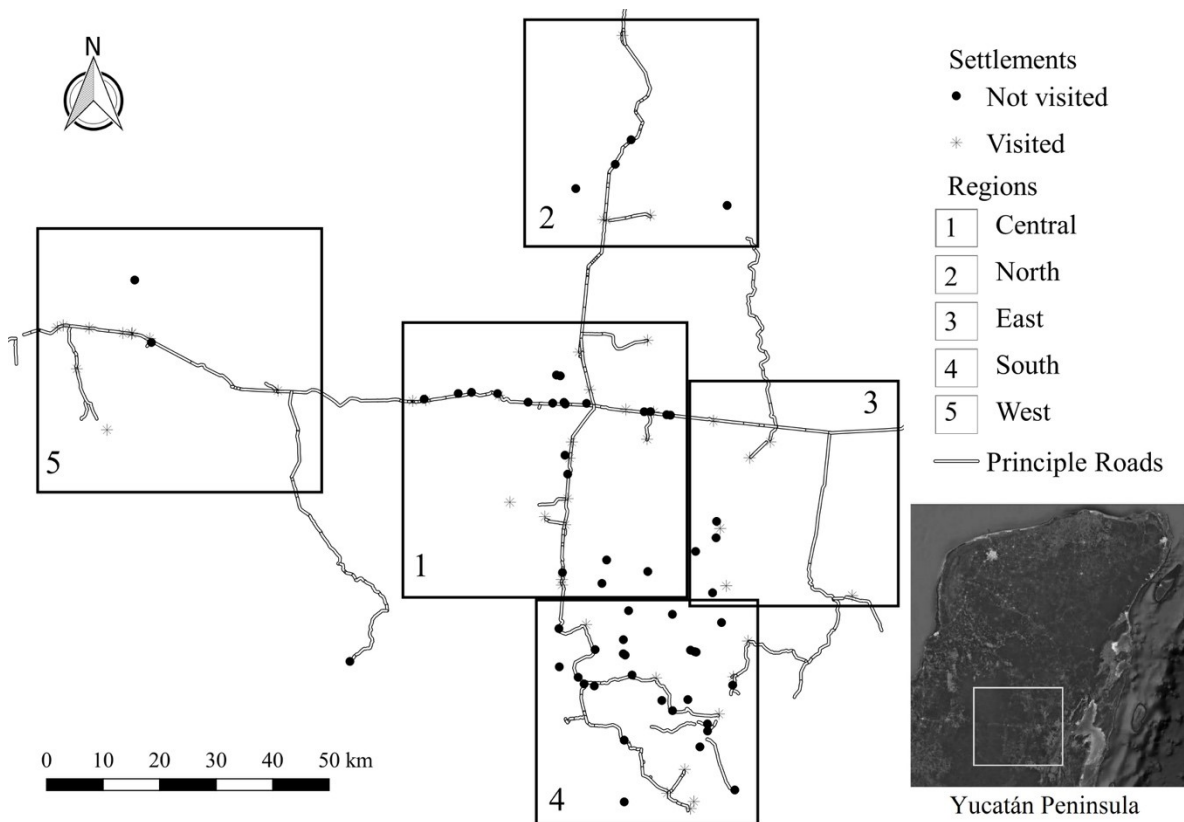 N
Settlements
Not visited
Visited
Regions
1 Central
2 North
3 East
4 South
5 West
Principle Roads
2
3
5
1
4
0 10 20 30 40 50 km
Yucatán Peninsula